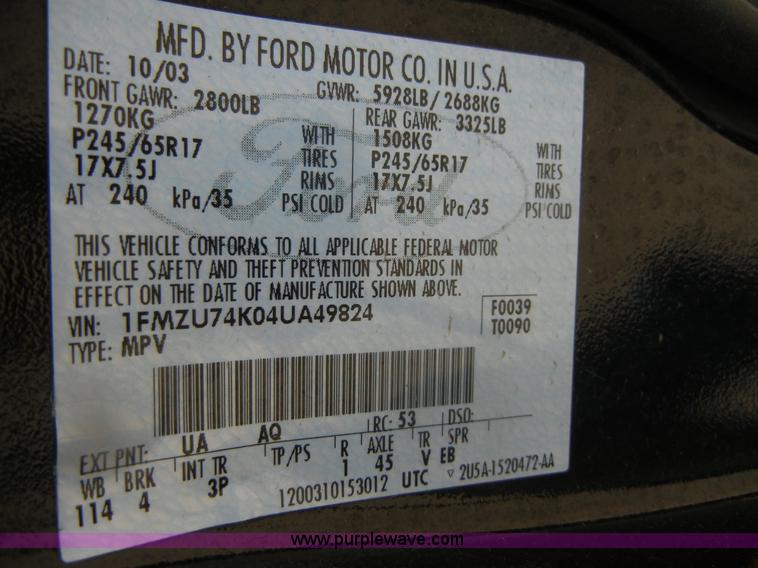 MFD. BY FORD MOTOR CO. IN U.S.A.
DATE: 10/03 GVWR: 5928LB/2688KG
FRONT GAWR: 2800LB REAR GAWR: 3325LB
1270KG WITH 1508KG WITH
P245/65R17 TIRES P245/65R17 TIRES
17X7.5J RIMS 17X7.5J RIMS
AT 240 kPa/35 PSI COLD AT 240 kPa/35 PSI COLD
Ford
THIS VEHICLE CONFORMS TO ALL APPLICABLE FEDERAL MOTOR
VEHICLE SAFETY AND THEFT PREVENTION STANDARDS IN
EFFECT ON THE DATE OF MANUFACTURE SHOWN ABOVE.
VIN: 1FMZU74K04UA49824 F0039
TYPE: MPV T0090
EXT PNT: UA AQ RC: 53 DSO:
WB BRK INT TR TP/PS R AXLE TR SPR
114 4 3P 1 45 V EB
1200310153012 UTC ▽ 2U5A-1520472-AA
www.purplewave.com